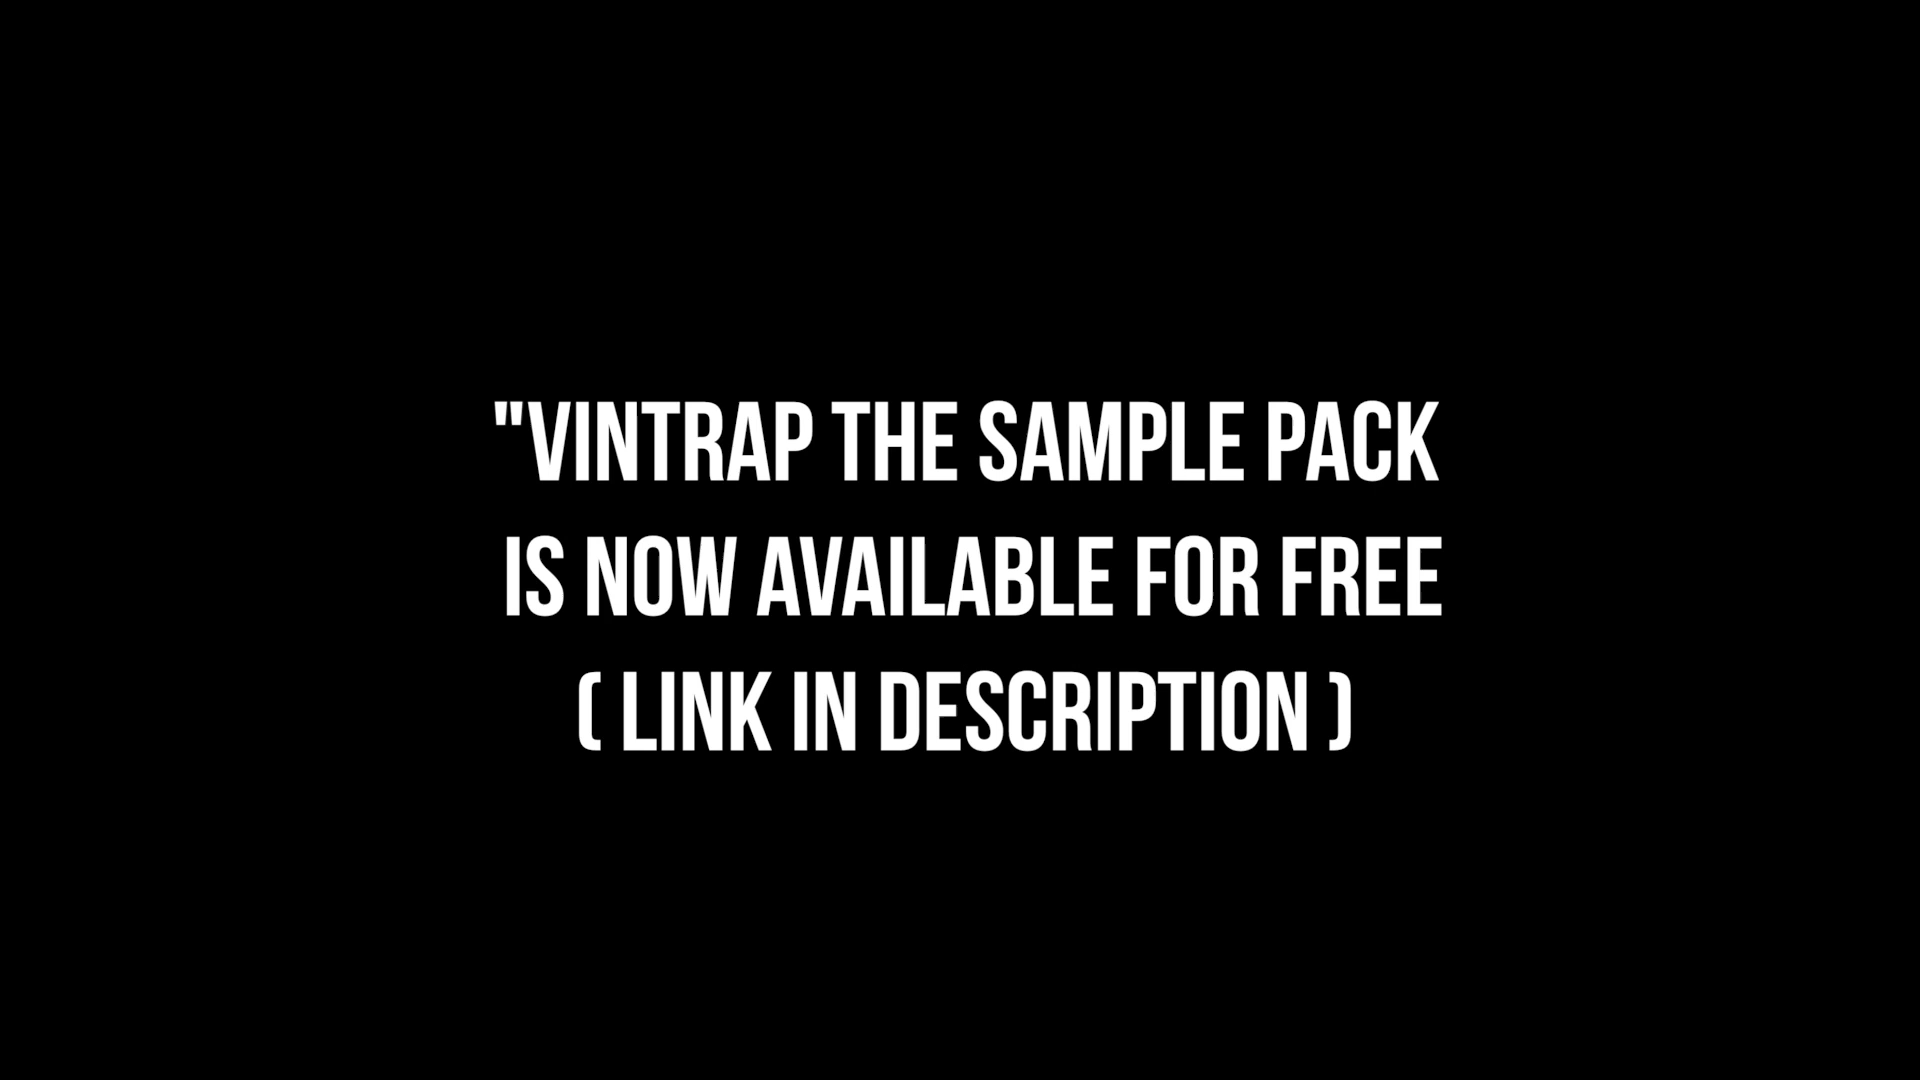 "VINTRAP THE SAMPLE PACK
IS NOW AVAILABLE FOR FREE
( LINK IN DESCRIPTION )